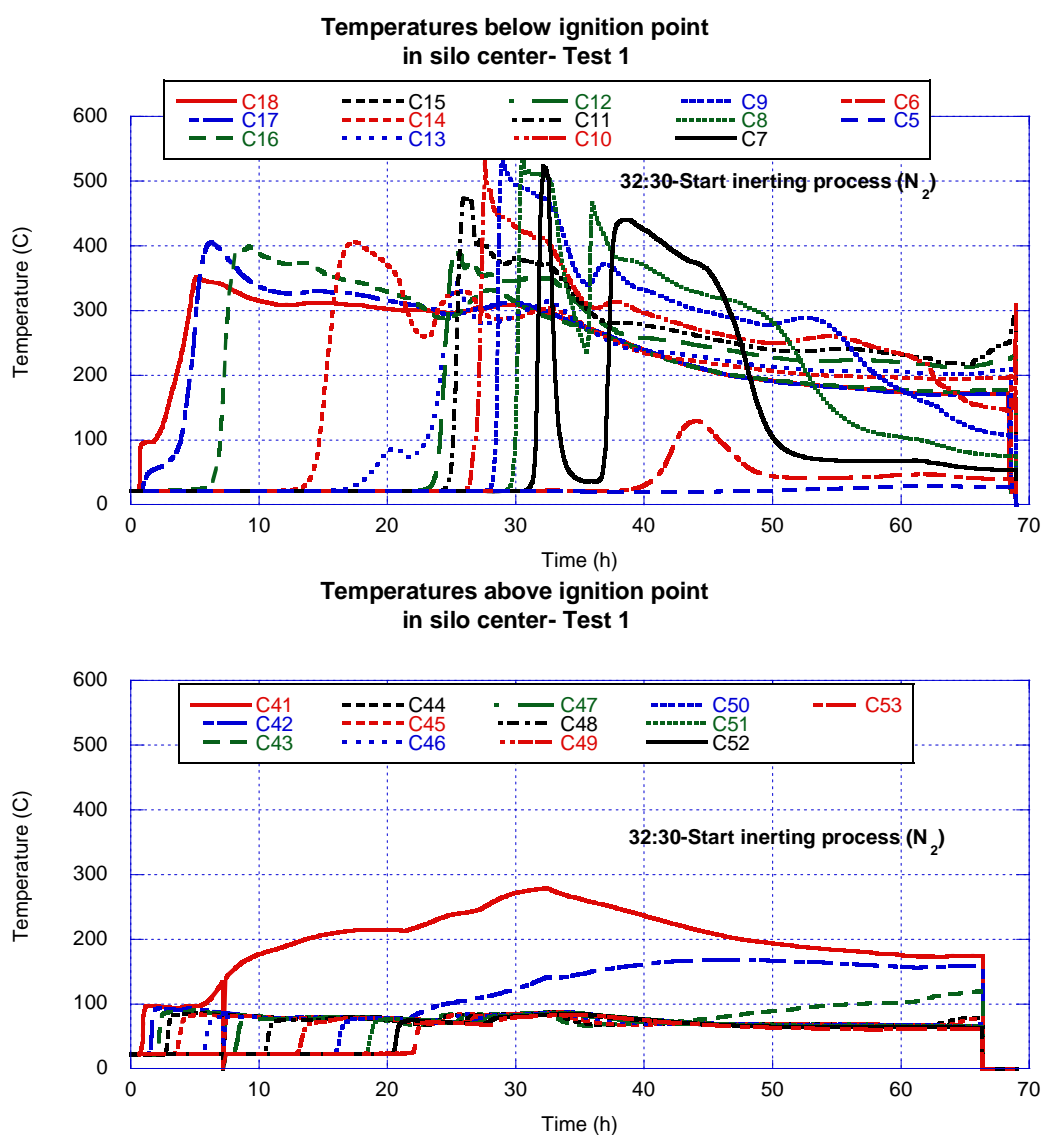 Temperatures below ignition point
in silo center- Test 1
C18 C15 C12 C9 C6
C17 C14 C11 C8 C5
C16 C13 C10 C7
600
500
400
300
200
100
0
Temperature (C)
32:30-Start inerting process (N2)
0 10 20 30 40 50 60 70
Time (h)
Temperatures above ignition point
in silo center- Test 1
C41 C44 C47 C50 C53
C42 C45 C48 C51
C43 C46 C49 C52
600
500
400
300
200
100
0
Temperature (C)
32:30-Start inerting process (N2)
0 10 20 30 40 50 60 70
Time (h)